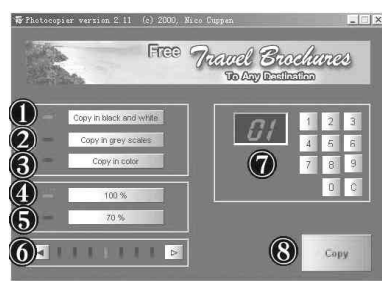 Photocopier version 2.11 (c) 2000, Nico Cuppen
Free Travel Brochures
To Any Destination
1 Copy in black and white
2 Copy in grey scales
3 Copy in color
01
7
1 2 3
4 5 6
7 8 9
0 C
4 100 %
5 70 %
6
8 Copy